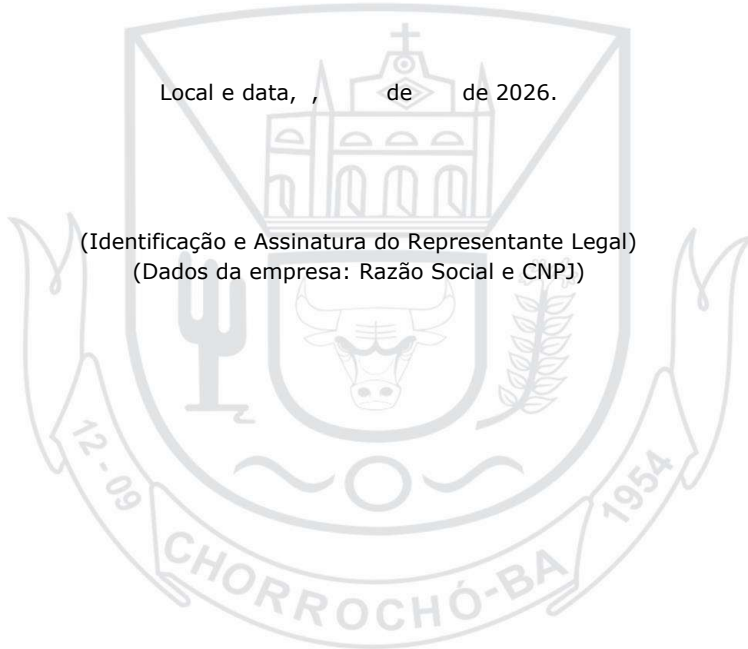 Local e data, , de de 2026.
(Identificação e Assinatura do Representante Legal)
(Dados da empresa: Razão Social e CNPJ)
12 - 09
1954
CHORROCHÓ-BA